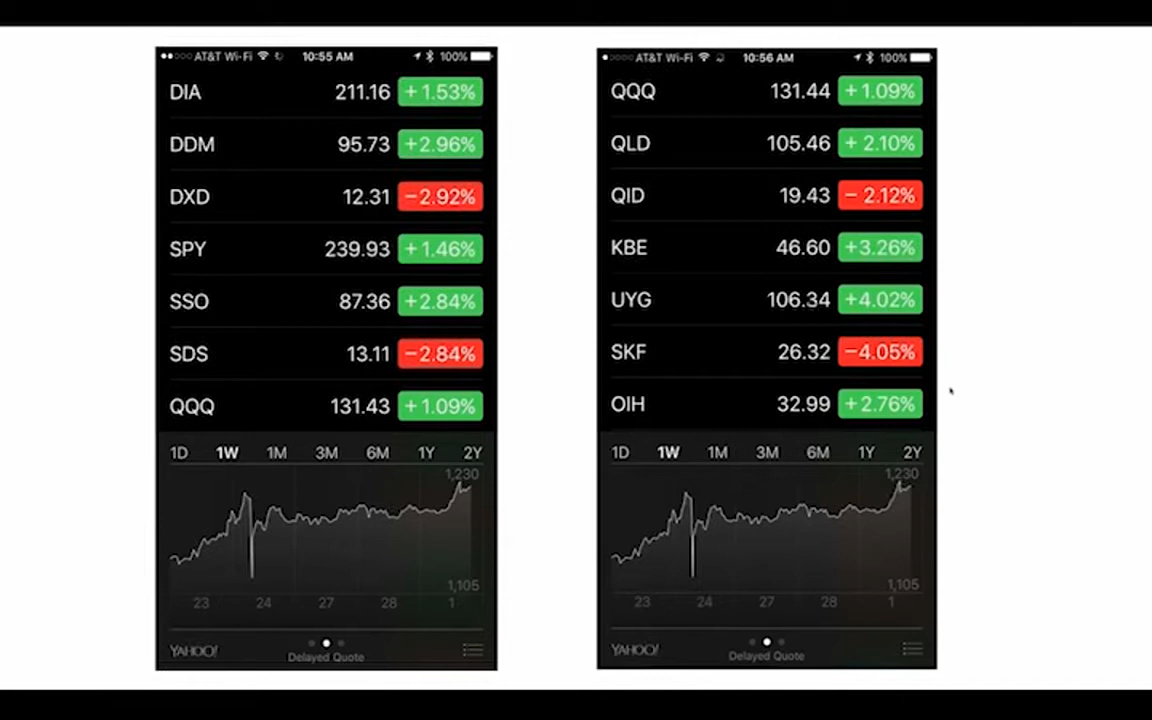 AT&T Wi-Fi 10:55 AM 100%
DIA 211.16 +1.53%
DDM 95.73 +2.96%
DXD 12.31 −2.92%
SPY 239.93 +1.46%
SSO 87.36 +2.84%
SDS 13.11 −2.84%
QQQ 131.43 +1.09%
1D 1W 1M 3M 6M 1Y 2Y
1,230
1,105
23 24 27 28 1
YAHOO!
Delayed Quote
AT&T Wi-Fi 10:56 AM 100%
QQQ 131.44 +1.09%
QLD 105.46 + 2.10%
QID 19.43 − 2.12%
KBE 46.60 +3.26%
UYG 106.34 +4.02%
SKF 26.32 −4.05%
OIH 32.99 +2.76%
1D 1W 1M 3M 6M 1Y 2Y
1,230
1,105
23 24 27 28 1
YAHOO!
Delayed Quote